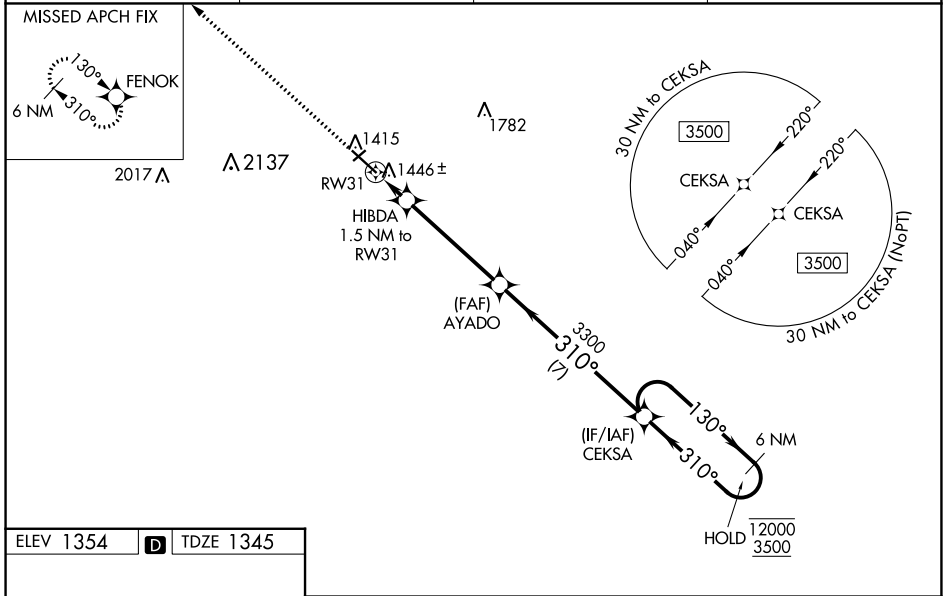 MISSED APCH FIX
130°
FENOK
6 NM
310°
2017
2137
1415
1446 ±
1782
RW31
HIBDA
1.5 NM to
RW31
(FAF)
AYADO
3300
310°
(7)
(IF/IAF)
CEKSA
130°
6 NM
310°
HOLD
12000
3500
30 NM to CEKSA
3500
220°
CEKSA
040°
220°
CEKSA
040°
3500
30 NM to CEKSA (NoPT)
ELEV 1354
D
TDZE 1345